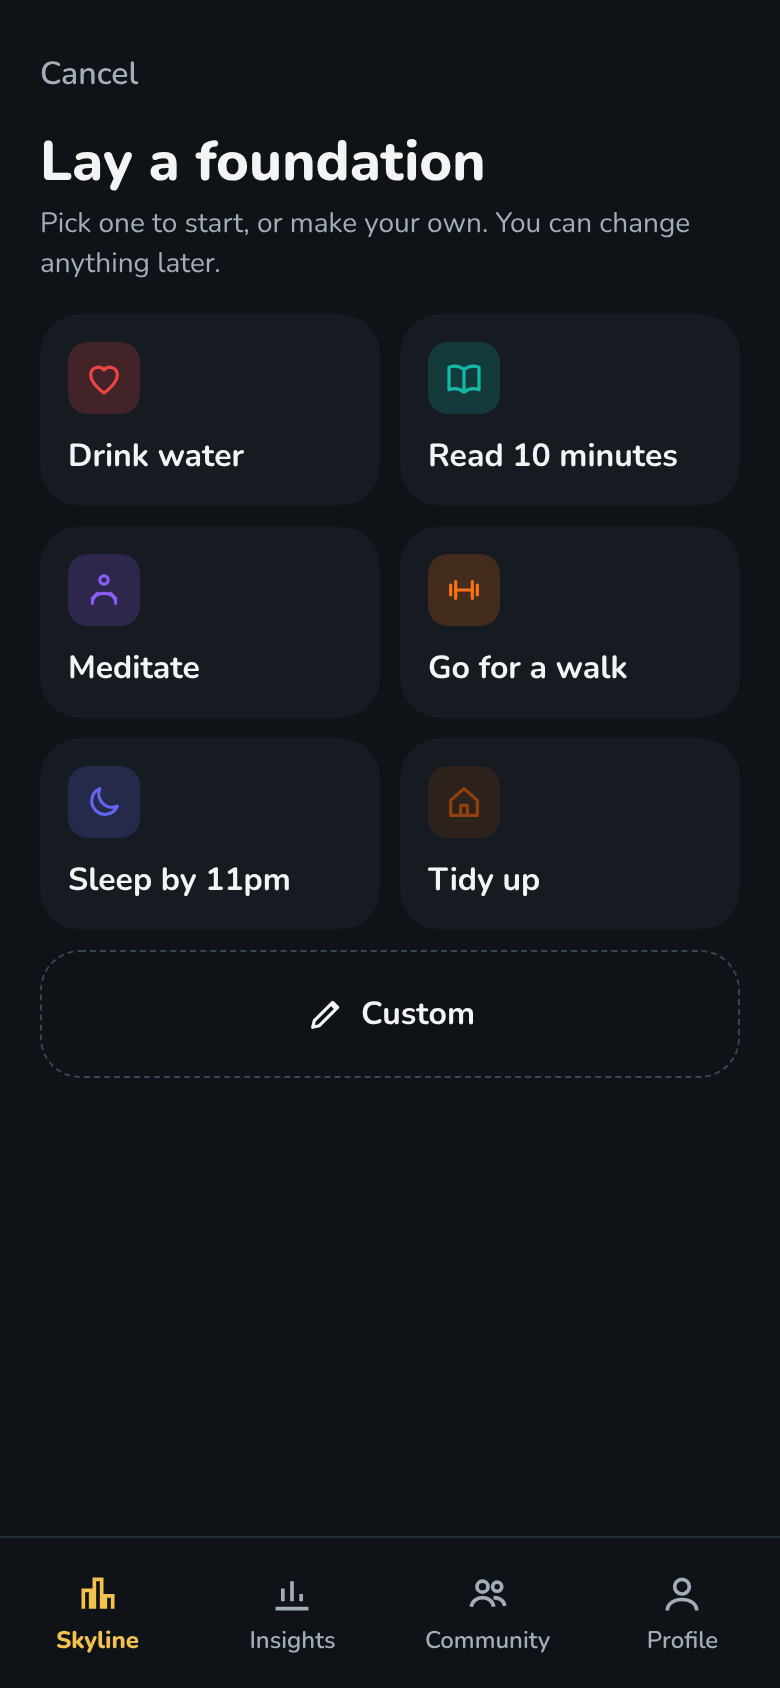 Cancel
Lay a foundation
Pick one to start, or make your own. You can change
anything later.
Drink water
Read 10 minutes
Meditate
Go for a walk
Sleep by 11pm
Tidy up
Custom
Skyline
Insights
Community
Profile